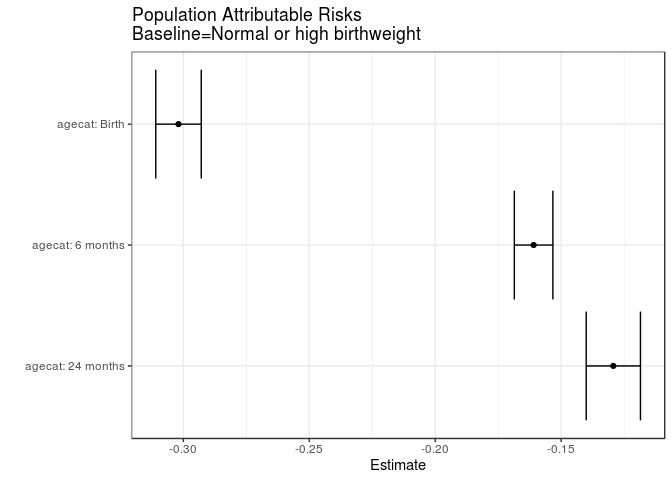 Population Attributable Risks
Baseline=Normal or high birthweight
agecat: Birth
agecat: 6 months
agecat: 24 months
-0.30
-0.25
-0.20
-0.15
Estimate